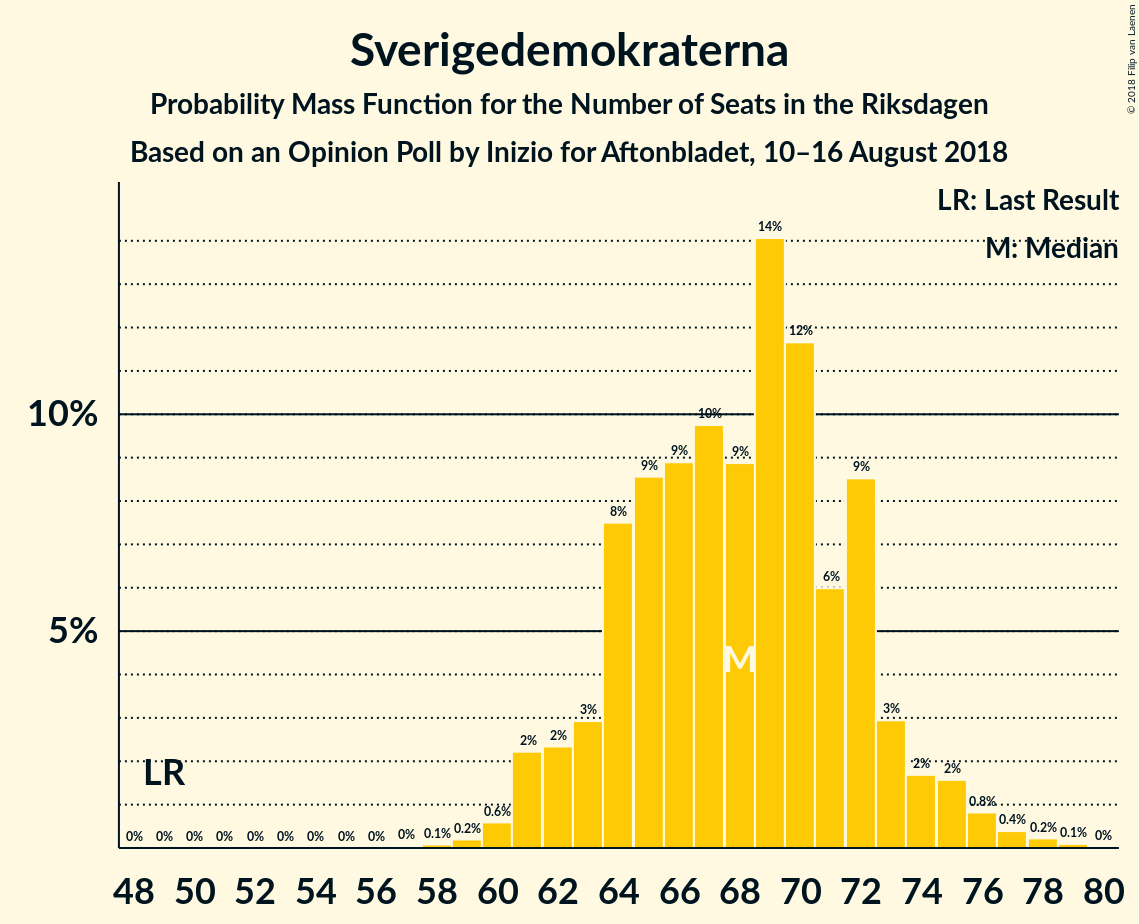 Sverigedemokraterna
Probability Mass Function for the Number of Seats in the Riksdagen
Based on an Opinion Poll by Inizio for Aftonbladet, 10–16 August 2018
© 2018 Filip van Laenen
LR: Last Result
M: Median
10%
5%
LR
M
0% 0% 0% 0% 0% 0% 0% 0% 0% 0% 0.1% 0.2% 0.6% 2% 2% 3% 8% 9% 9% 10% 9% 14% 12% 6% 9% 3% 2% 2% 0.8% 0.4% 0.2% 0.1% 0%
48 50 52 54 56 58 60 62 64 66 68 70 72 74 76 78 80